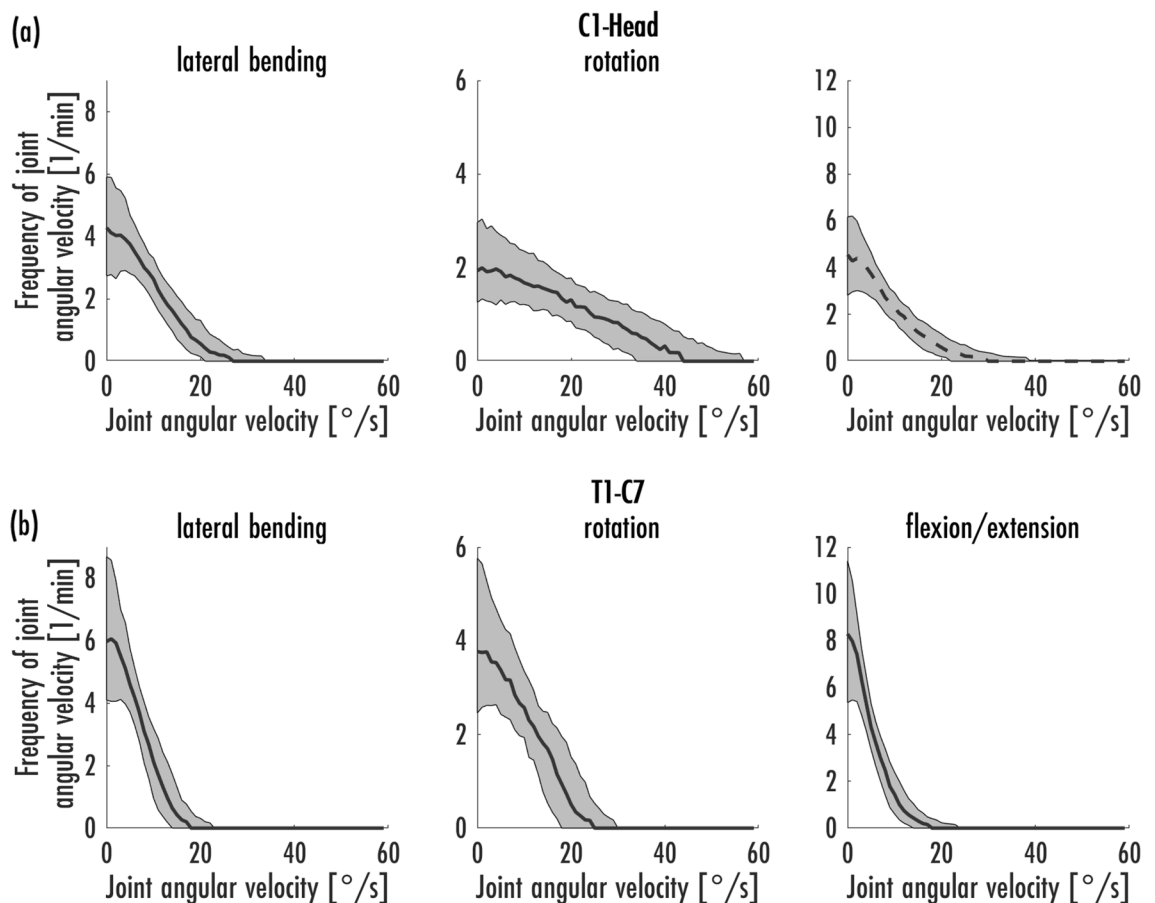 (a)
C1-Head
lateral bending
rotation
Frequency of joint
angular velocity [1/min]
8
6
4
2
0
0 20 40 60
Joint angular velocity [°/s]
6
4
2
0
0 20 40 60
Joint angular velocity [°/s]
12
10
8
6
4
2
0
0 20 40 60
Joint angular velocity [°/s]
(b)
T1-C7
lateral bending
rotation
flexion/extension
Frequency of joint
angular velocity [1/min]
8
6
4
2
0
0 20 40 60
Joint angular velocity [°/s]
6
4
2
0
0 20 40 60
Joint angular velocity [°/s]
12
10
8
6
4
2
0
0 20 40 60
Joint angular velocity [°/s]